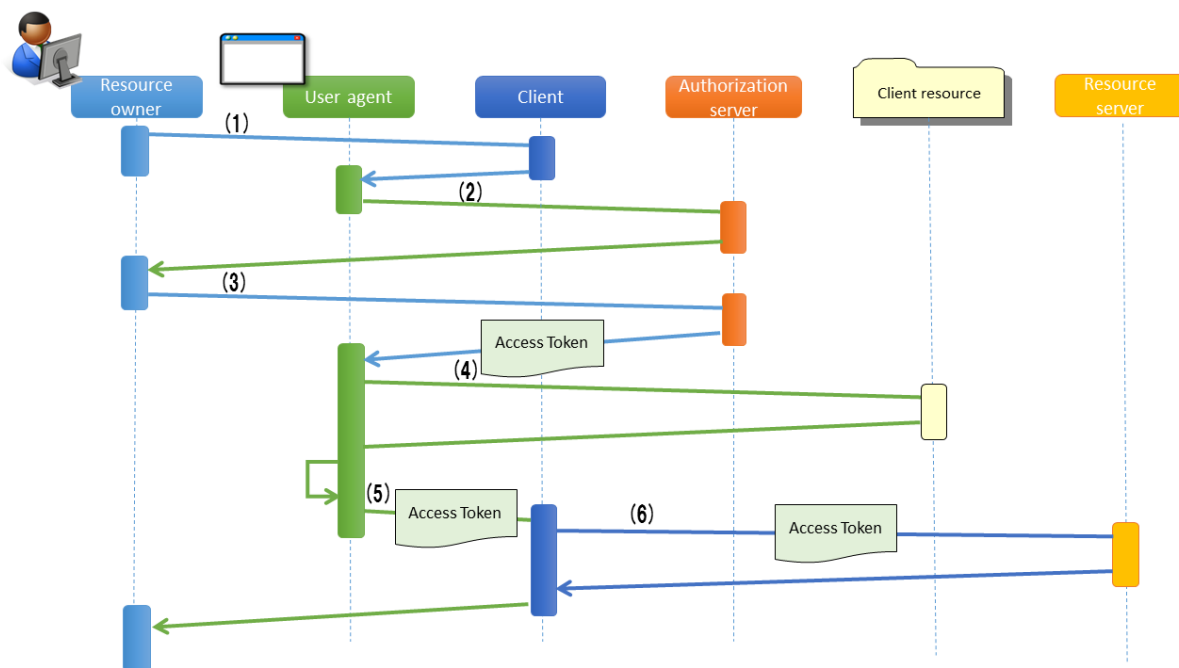 Resource
owner
User agent
Client
Authorization
server
Client resource
Resource
server
(1)
(2)
(3)
Access Token
(4)
(5)
Access Token
(6)
Access Token